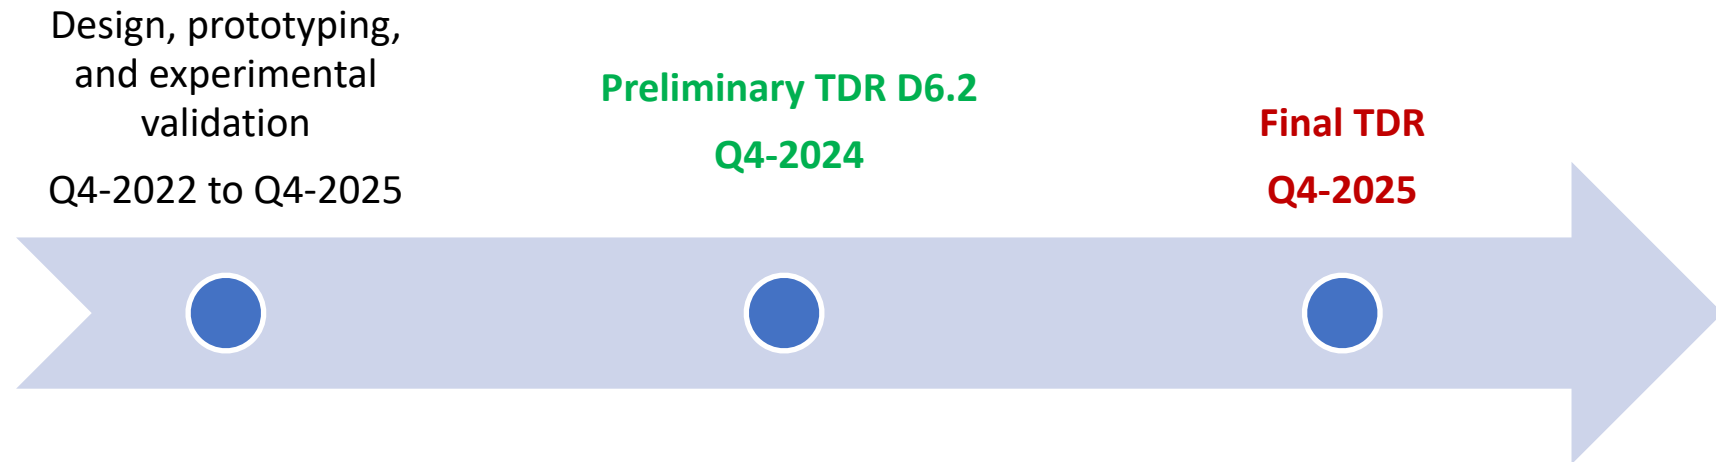 Design, prototyping,
and experimental
validation
Q4-2022 to Q4-2025
Preliminary TDR D6.2
Q4-2024
Final TDR
Q4-2025